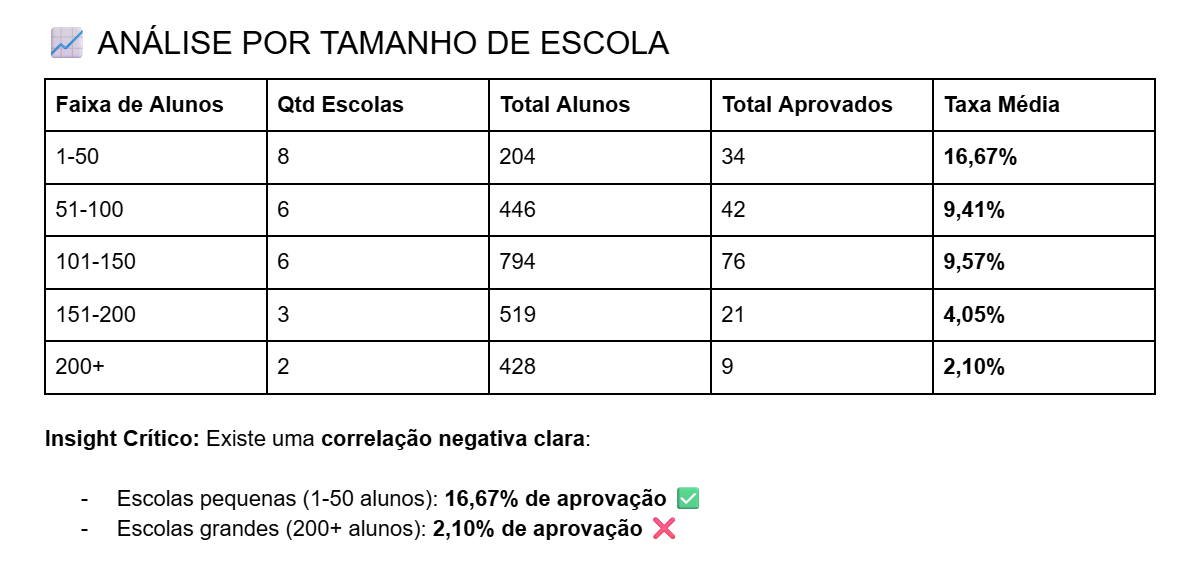 📈 ANÁLISE POR TAMANHO DE ESCOLA
Faixa de Alunos Qtd Escolas Total Alunos Total Aprovados Taxa Média
1-50 8 204 34 16,67%
51-100 6 446 42 9,41%
101-150 6 794 76 9,57%
151-200 3 519 21 4,05%
200+ 2 428 9 2,10%
Insight Crítico: Existe uma correlação negativa clara:
- Escolas pequenas (1-50 alunos): 16,67% de aprovação ✅
- Escolas grandes (200+ alunos): 2,10% de aprovação ❌